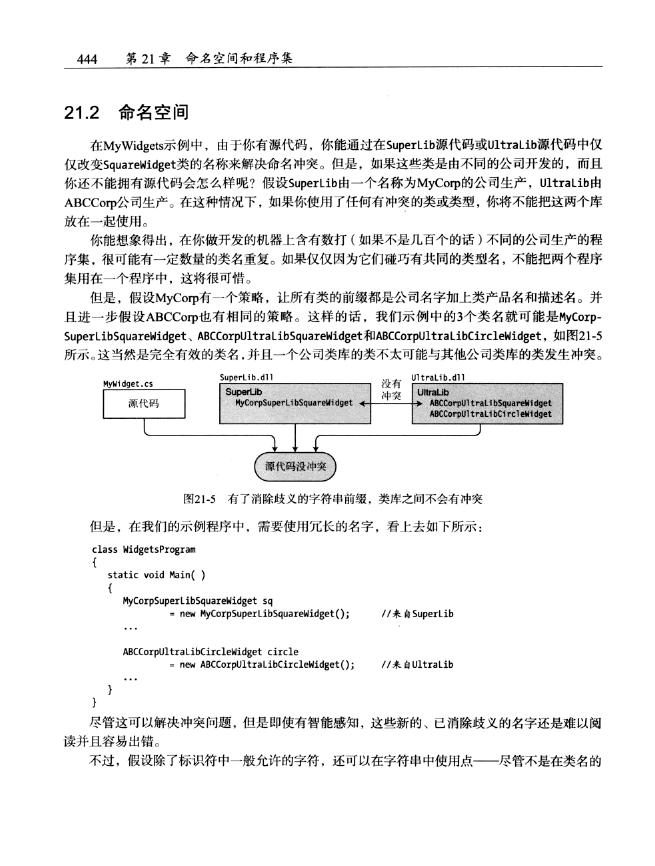 444 第21章 命名空间和程序集
21.2 命名空间
在MyWidgets示例中，由于你有源代码，你能通过在SuperLib源代码或UltraLib源代码中仅
仅改变SquareWidget类的名称来解决命名冲突。但是，如果这些类是由不同的公司开发的，而且
你还不能拥有源代码会怎么样呢？假设SuperLib由一个名称为MyCorp的公司生产，UltraLib由
ABCCorp公司生产。在这种情况下，如果你使用了任何有冲突的类或类型，你将不能把这两个库
放在一起使用。
你能想象得出，在你做开发的机器上含有数打（如果不是几百个的话）不同的公司生产的程
序集，很可能有一定数量的类名重复。如果仅仅因为它们碰巧有共同的类型名，不能把两个程序
集用在一个程序中，这将很可惜。
但是，假设MyCorp有一个策略，让所有类的前缀都是公司名字加上类产品名和描述名。并
且进一步假设ABCCorp也有相同的策略。这样的话，我们示例中的3个类名就可能是MyCorp-
SuperLibSquareWidget、ABCCorpUltraLibSquareWidget和ABCCorpUltraLibCircleWidget，如图21-5
所示。这当然是完全有效的类名，并且一个公司类库的类不太可能与其他公司类库的类发生冲突。
MyWidget.cs
源代码
SuperLib.dll
SuperLib
MyCorpSuperLibSquareWidget
没有
冲突
UltraLib.dll
UltraLib
ABCCorpUltraLibSquareWidget
ABCCorpUltraLibCircleWidget
源代码没冲突
图21-5 有了消除歧义的字符串前缀，类库之间不会有冲突
但是，在我们的示例程序中，需要使用冗长的名字，看上去如下所示：
class WidgetsProgram
{
static void Main( )
{
MyCorpSuperLibSquareWidget sq
= new MyCorpSuperLibSquareWidget(); //来自SuperLib
...
ABCCorpUltraLibCircleWidget circle
= new ABCCorpUltraLibCircleWidget(); //来自UltraLib
...
}
}
尽管这可以解决冲突问题，但是即使有智能感知，这些新的、已消除歧义的名字还是难以阅
读并且容易出错。
不过，假设除了标识符中一般允许的字符，还可以在字符串中使用点——尽管不是在类名的